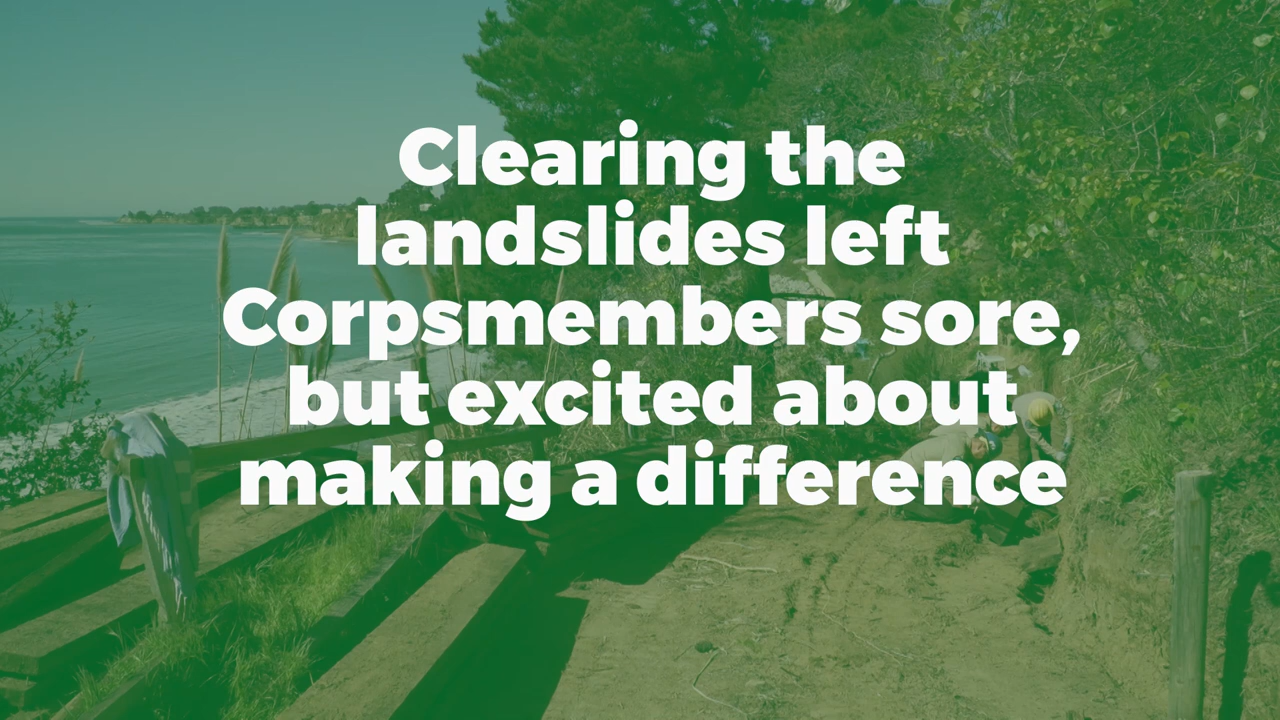 Clearing the
landslides left
Corpsmembers sore,
but excited about
making a difference